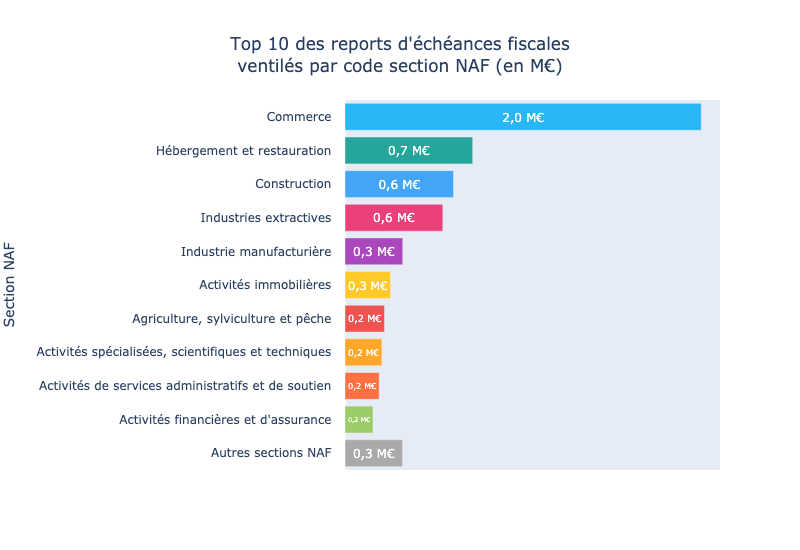 Top 10 des reports d'échéances fiscales
ventilés par code section NAF (en M€)
Section NAF
Commerce 2,0 M€
Hébergement et restauration 0,7 M€
Construction 0,6 M€
Industries extractives 0,6 M€
Industrie manufacturière 0,3 M€
Activités immobilières 0,3 M€
Agriculture, sylviculture et pêche 0,2 M€
Activités spécialisées, scientifiques et techniques 0,2 M€
Activités de services administratifs et de soutien 0,2 M€
Activités financières et d'assurance 0,2 M€
Autres sections NAF 0,3 M€